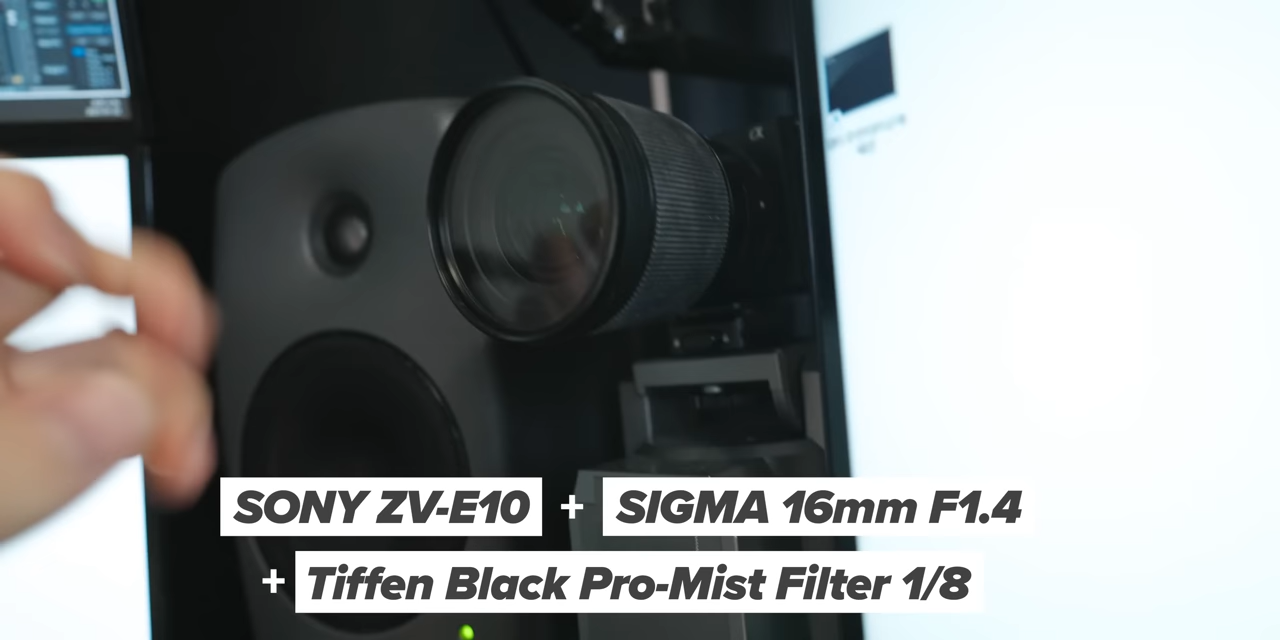 SONY ZV-E10 + SIGMA 16mm F1.4
+ Tiffen Black Pro-Mist Filter 1/8